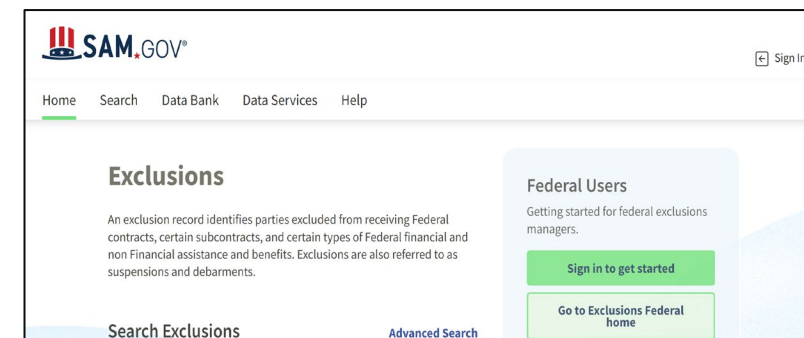 SAM.GOV®
Sign In
Home Search Data Bank Data Services Help
Exclusions
An exclusion record identifies parties excluded from receiving Federal
contracts, certain subcontracts, and certain types of Federal financial and
non Financial assistance and benefits. Exclusions are also referred to as
suspensions and debarments.
Search Exclusions Advanced Search
Federal Users
Getting started for federal exclusions
managers.
Sign in to get started
Go to Exclusions Federal
home